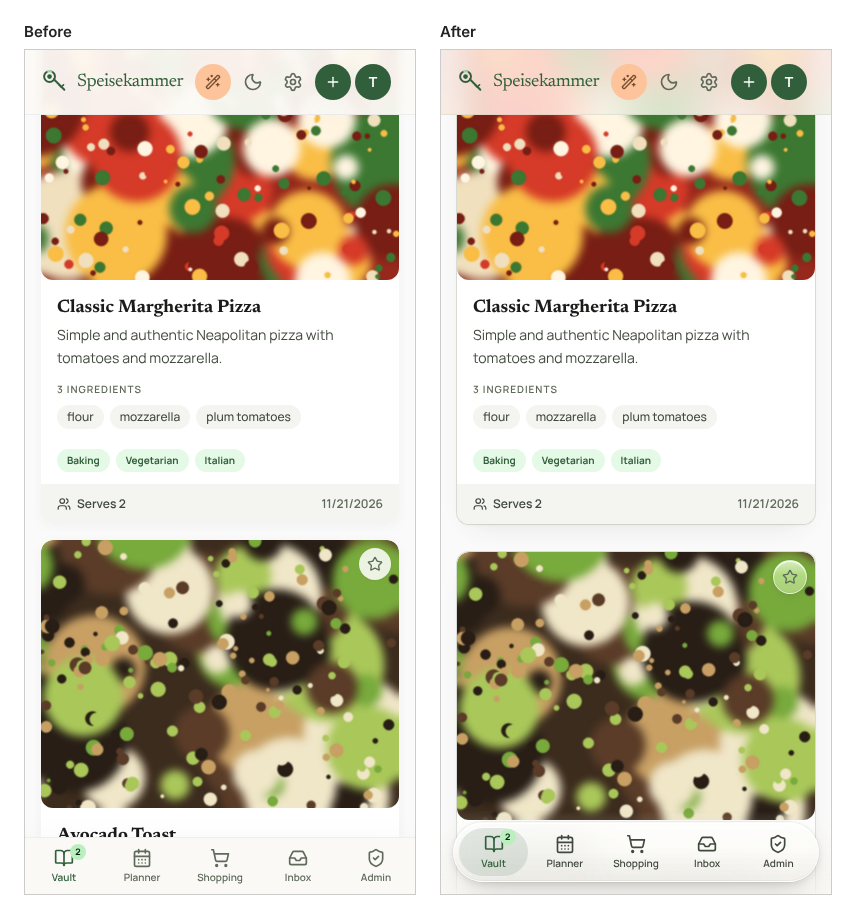 Before
Speisekammer
T
Classic Margherita Pizza
Simple and authentic Neapolitan pizza with
tomatoes and mozzarella.
3 INGREDIENTS
flour mozzarella plum tomatoes
Baking Vegetarian Italian
Serves 2 11/21/2026
Avocado Toast
2
Vault Planner Shopping Inbox Admin
After
Speisekammer
T
Classic Margherita Pizza
Simple and authentic Neapolitan pizza with
tomatoes and mozzarella.
3 INGREDIENTS
flour mozzarella plum tomatoes
Baking Vegetarian Italian
Serves 2 11/21/2026
2
Vault Planner Shopping Inbox Admin